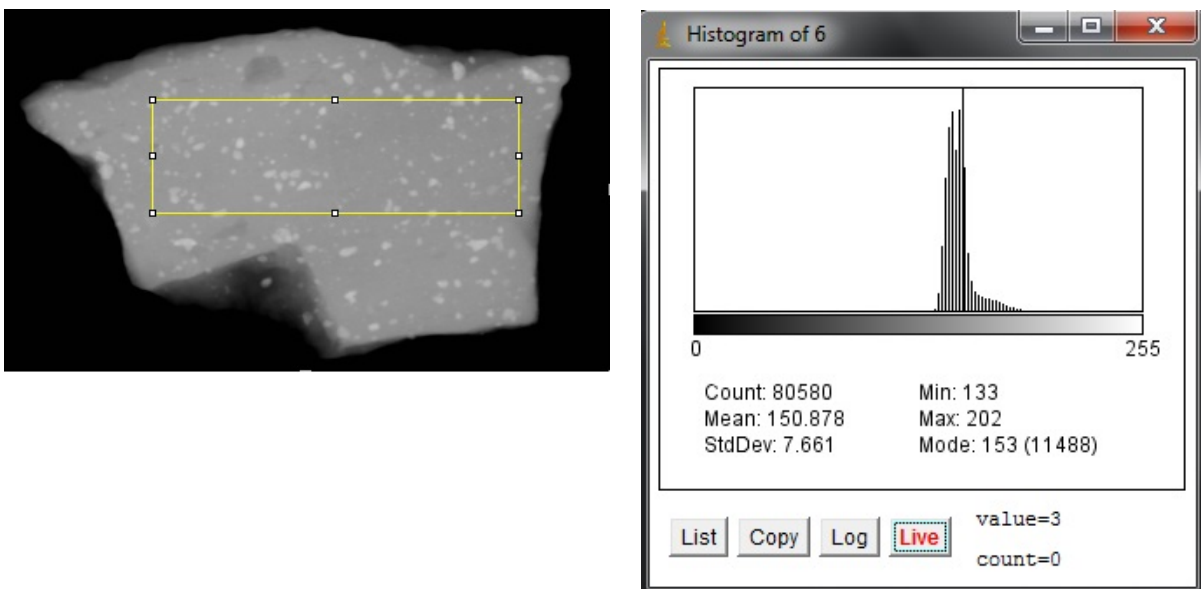 Histogram of 6
0 255
Count: 80580 Min: 133
Mean: 150.878 Max: 202
StdDev: 7.661 Mode: 153 (11488)
List Copy Log Live value=3
count=0